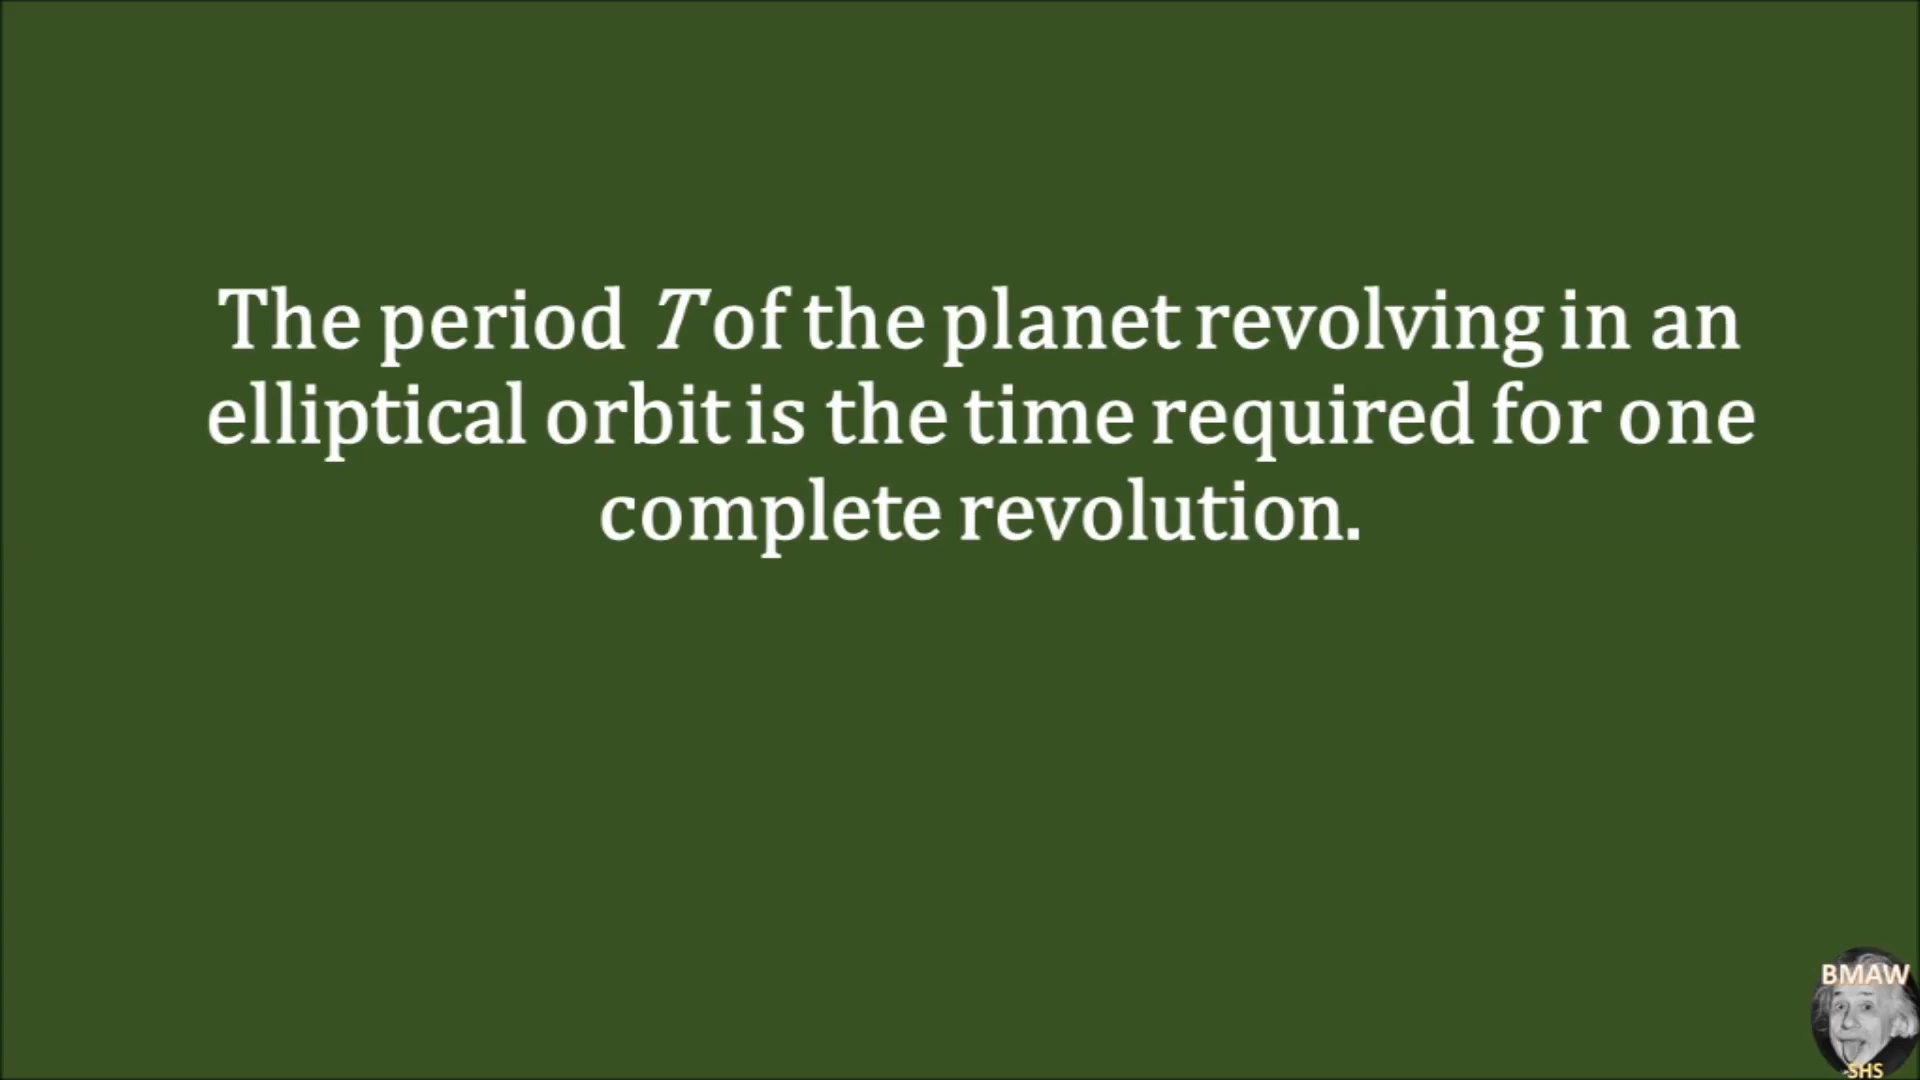 The period T of the planet revolving in an
elliptical orbit is the time required for one
complete revolution.
BMAW
SHS